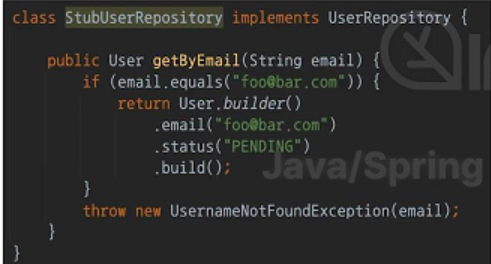 class StubUserRepository implements UserRepository {
public User getByEmail(String email) {
if (email.equals("foo@bar.com")) {
return User.builder()
.email("foo@bar.com")
.status("PENDING")
.build();
Java/Spring
}
throw new UsernameNotFoundException(email);
}
}